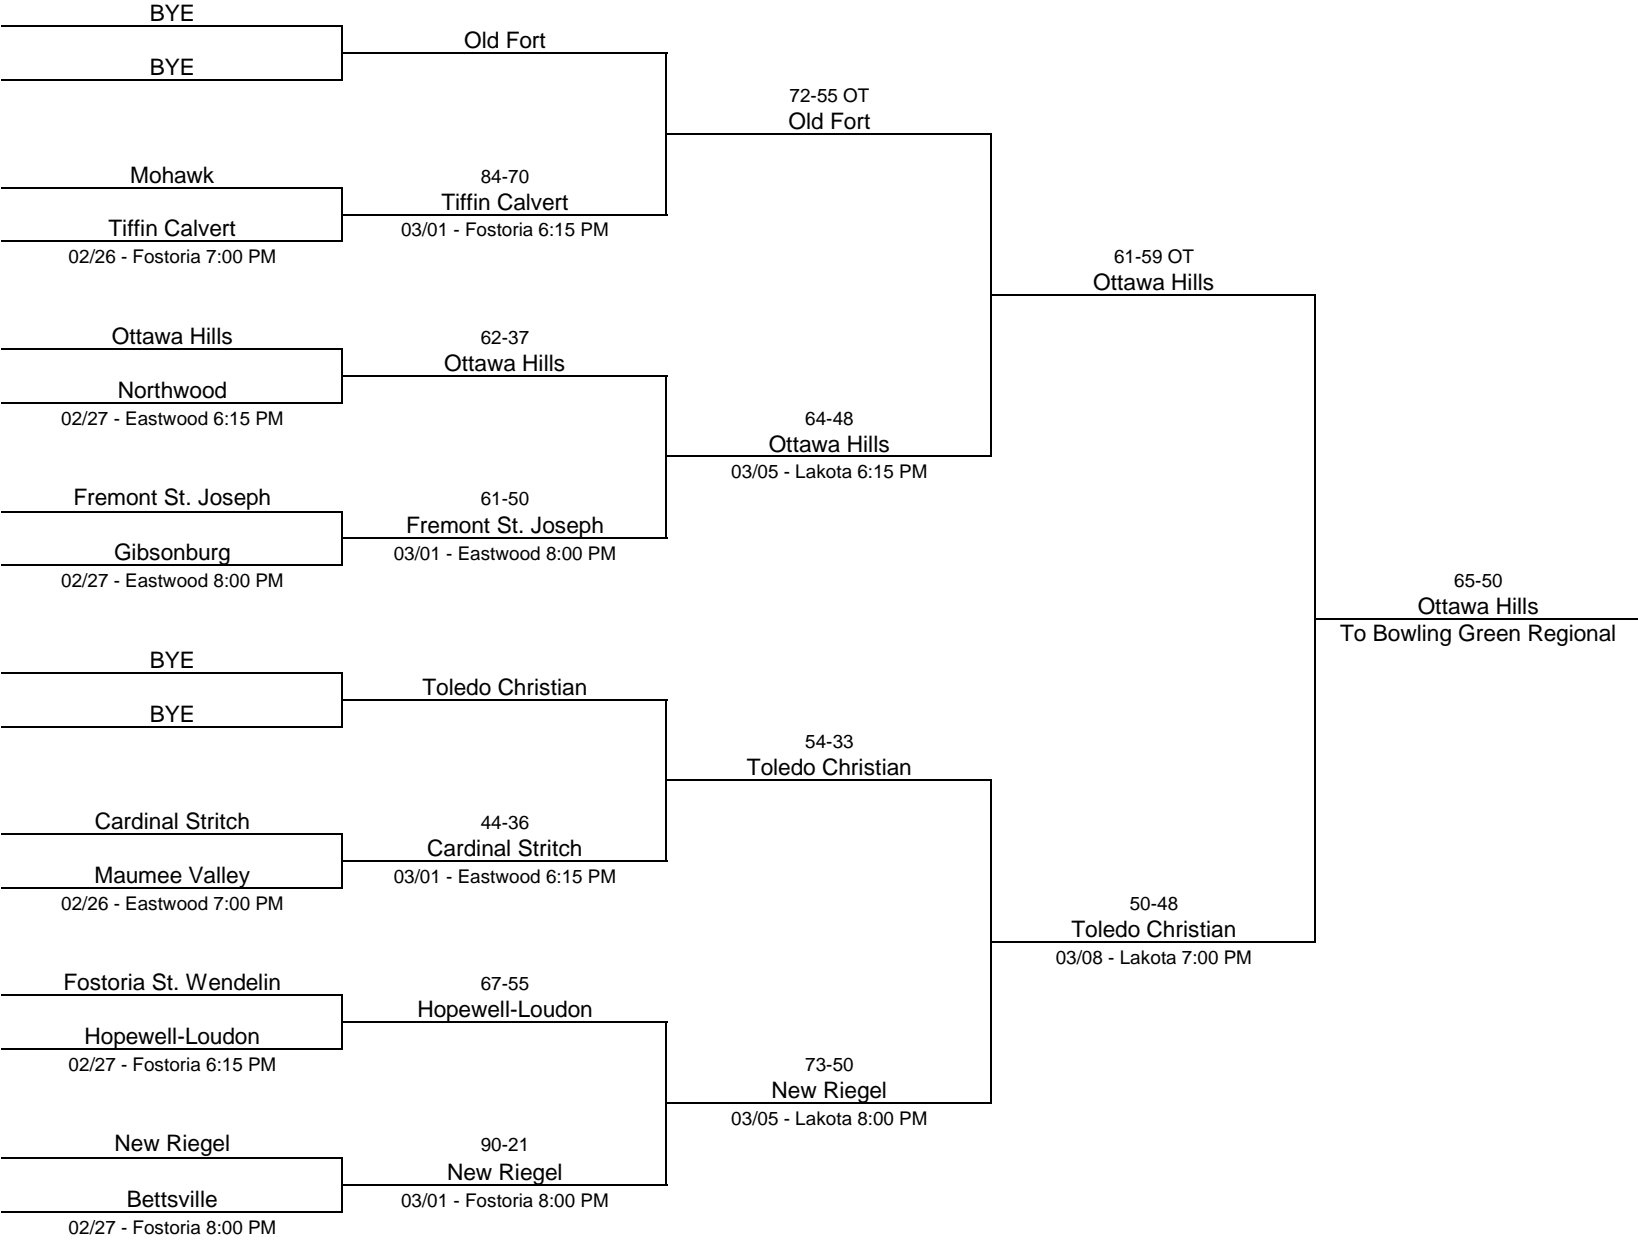 BYE
Old Fort
BYE
72-55 OT
Old Fort
Mohawk
84-70
Tiffin Calvert
Tiffin Calvert
03/01 - Fostoria 6:15 PM
02/26 - Fostoria 7:00 PM
61-59 OT
Ottawa Hills
Ottawa Hills
62-37
Ottawa Hills
Northwood
02/27 - Eastwood 6:15 PM
64-48
Ottawa Hills
03/05 - Lakota 6:15 PM
Fremont St. Joseph
61-50
Fremont St. Joseph
Gibsonburg
03/01 - Eastwood 8:00 PM
02/27 - Eastwood 8:00 PM
65-50
Ottawa Hills
To Bowling Green Regional
BYE
Toledo Christian
BYE
54-33
Toledo Christian
Cardinal Stritch
44-36
Cardinal Stritch
Maumee Valley
03/01 - Eastwood 6:15 PM
02/26 - Eastwood 7:00 PM
50-48
Toledo Christian
03/08 - Lakota 7:00 PM
Fostoria St. Wendelin
67-55
Hopewell-Loudon
Hopewell-Loudon
02/27 - Fostoria 6:15 PM
73-50
New Riegel
03/05 - Lakota 8:00 PM
New Riegel
90-21
New Riegel
Bettsville
03/01 - Fostoria 8:00 PM
02/27 - Fostoria 8:00 PM